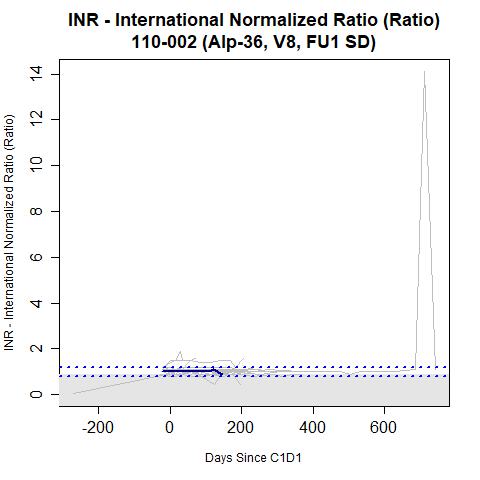 INR - International Normalized Ratio (Ratio)
110-002 (Alp-36, V8, FU1 SD)
INR - International Normalized Ratio (Ratio)
14
12
10
8
6
4
2
0
-200 0 200 400 600
Days Since C1D1